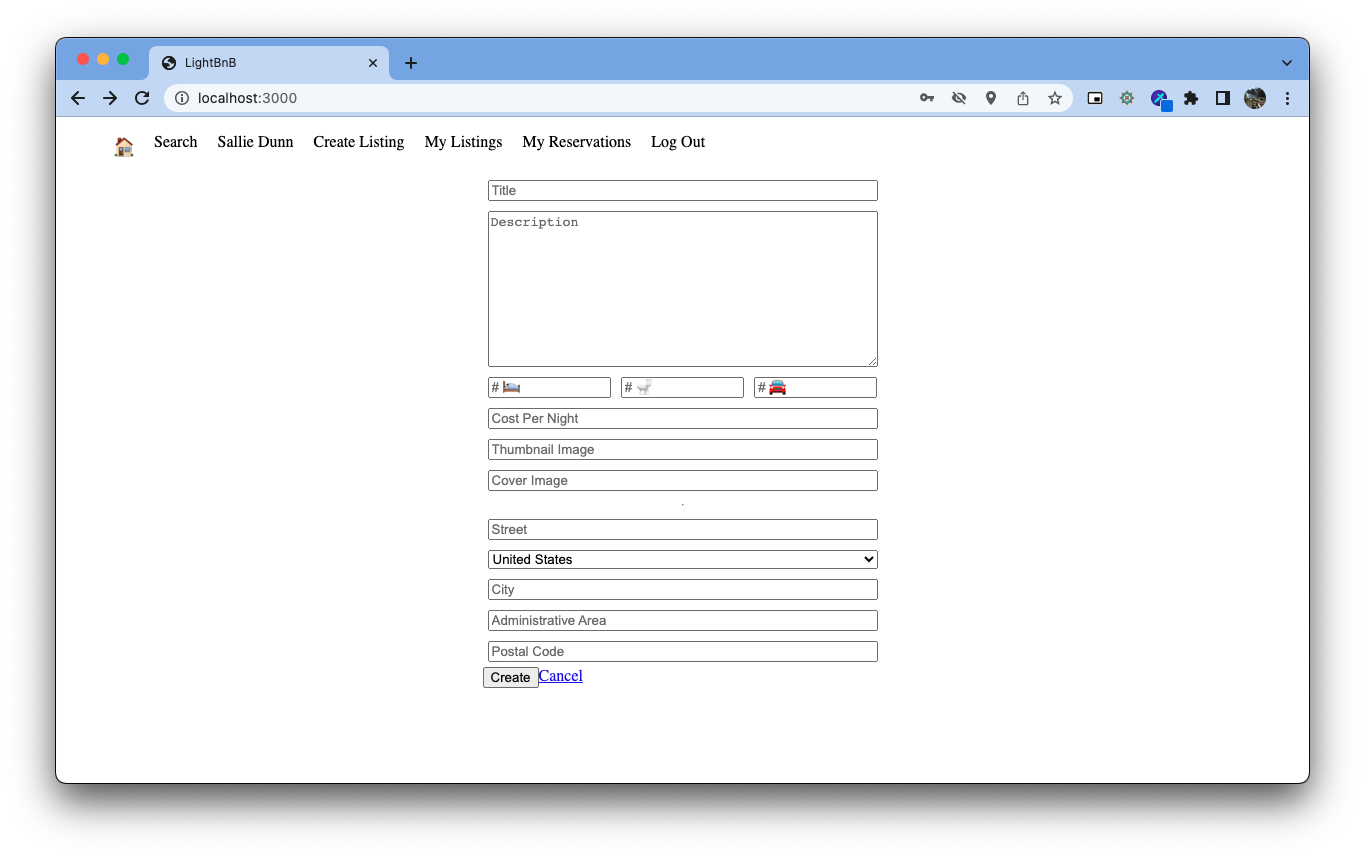 LightBnB
localhost:3000
Search Sallie Dunn Create Listing My Listings My Reservations Log Out
Title
Description
# # #
Cost Per Night
Thumbnail Image
Cover Image
Street
United States
City
Administrative Area
Postal Code
Create Cancel